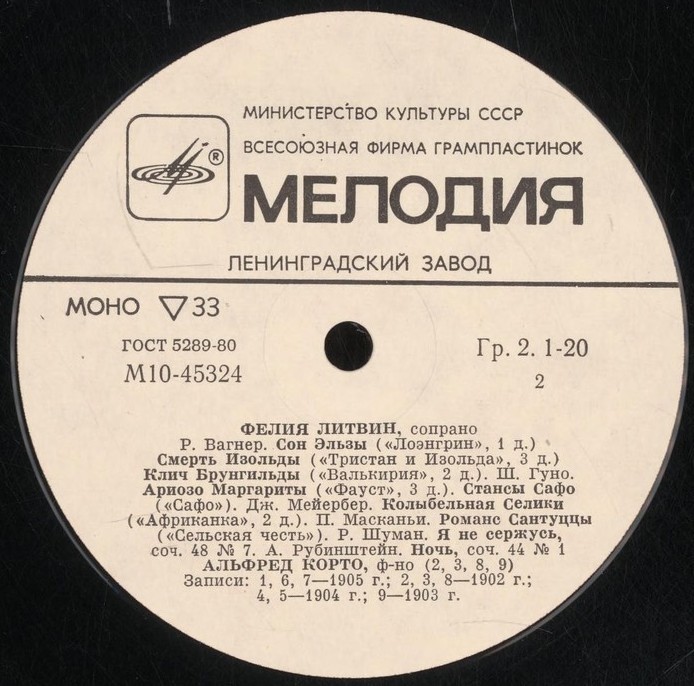 МИНИСТЕРСТВО КУЛЬТУРЫ СССР
ВСЕСОЮЗНАЯ ФИРМА ГРАМПЛАСТИНОК
®
МЕЛОДИЯ
ЛЕНИНГРАДСКИЙ ЗАВОД
МОНО ▽ 33
ГОСТ 5289-80
Гр. 2. 1-20
М10-45324
2
ФЕЛИЯ ЛИТВИН, сопрано
Р. Вагнер. Сон Эльзы («Лоэнгрин», 1 д.)
Смерть Изольды («Тристан и Изольда», 3 д.)
Клич Брунгильды («Валькирия», 2 д.). Ш. Гуно.
Ариозо Маргариты («Фауст», 3 д.). Стансы Сафо
(«Сафо»). Дж. Мейербер. Колыбельная Селики
(«Африканка», 2 д.). П. Масканьи. Романс Сантуццы
(«Сельская честь»). Р. Шуман. Я не сержусь,
соч. 48 № 7. А. Рубинштейн. Ночь, соч. 44 № 1
АЛЬФРЕД КОРТО, ф-но (2, 3, 8, 9)
Записи: 1, 6, 7—1905 г.; 2, 3, 8—1902 г.;
4, 5—1904 г.; 9—1903 г.